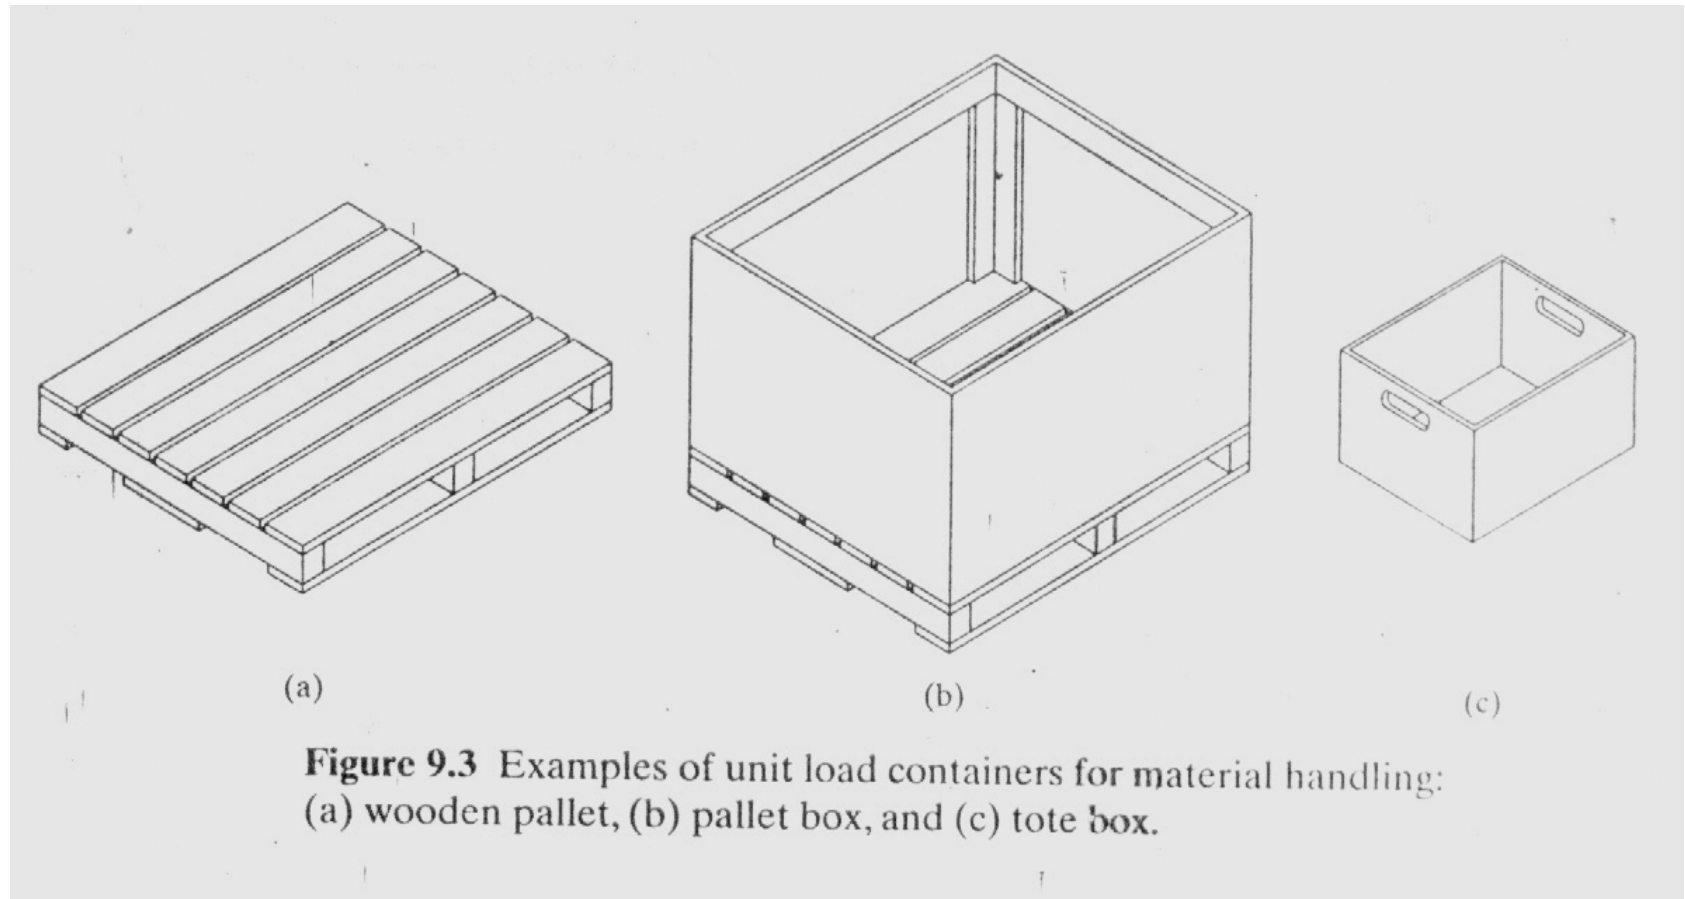 (a)
(b)
(c)
Figure 9.3 Examples of unit load containers for material handling:
(a) wooden pallet, (b) pallet box, and (c) tote box.